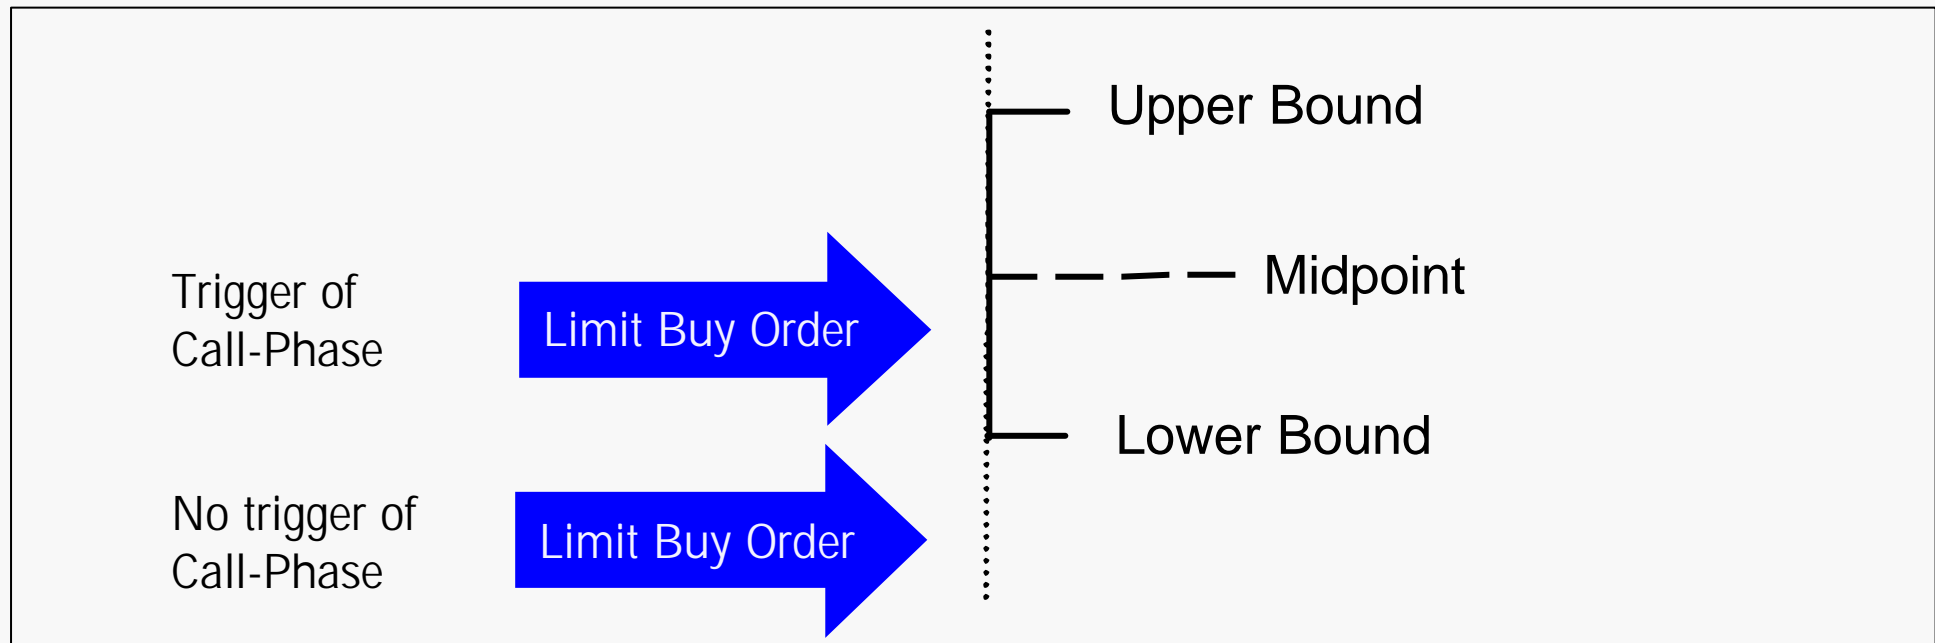 Upper Bound
Midpoint
Trigger of
Call-Phase
Limit Buy Order
Lower Bound
No trigger of
Call-Phase
Limit Buy Order